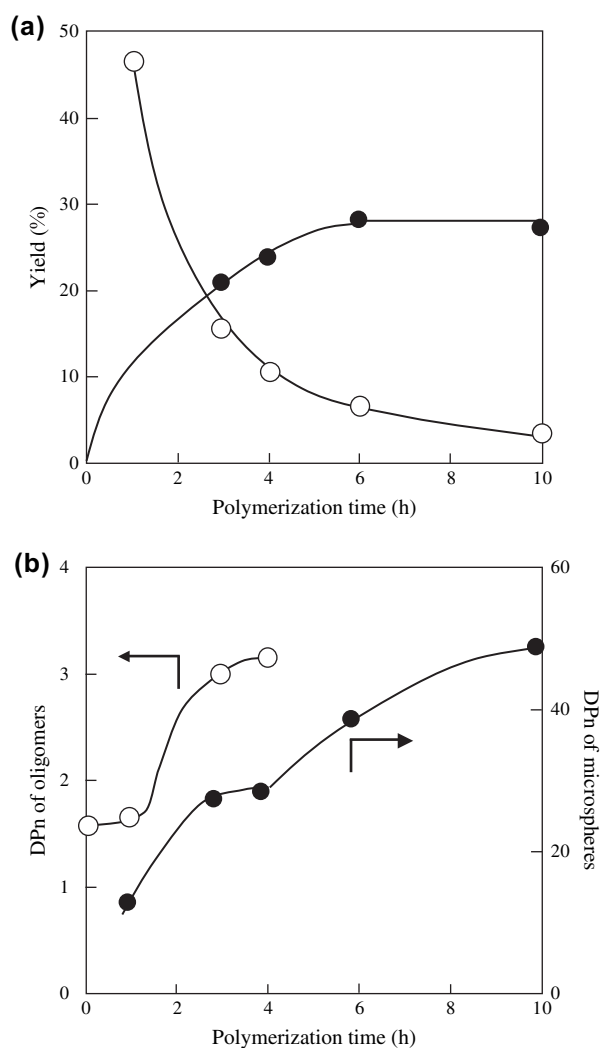 (a)
50
40
30
20
10
0
Yield (%)
0 2 4 6 8 10
Polymerization time (h)
(b)
4
3
2
1
0
DPn of oligomers
60
40
20
0
DPn of microspheres
0 2 4 6 8 10
Polymerization time (h)